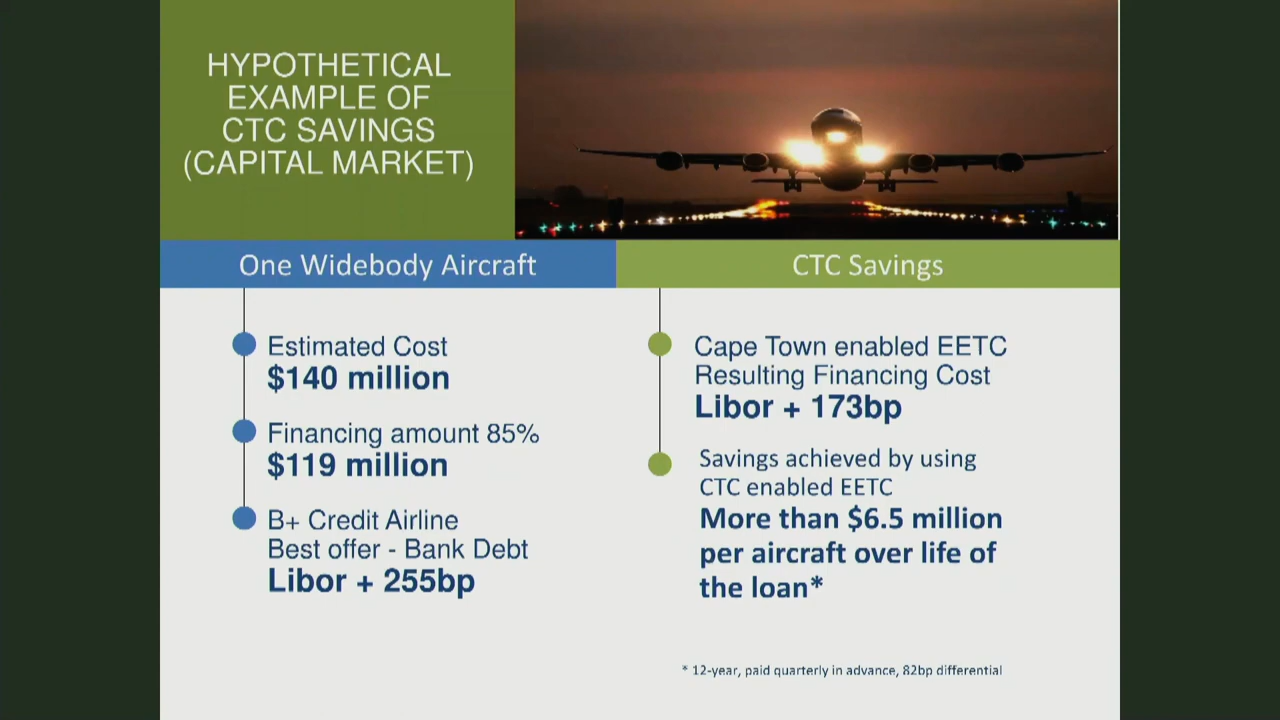 HYPOTHETICAL
EXAMPLE OF
CTC SAVINGS
(CAPITAL MARKET)
One Widebody Aircraft
Estimated Cost
$140 million
Financing amount 85%
$119 million
B+ Credit Airline
Best offer - Bank Debt
Libor + 255bp
CTC Savings
Cape Town enabled EETC
Resulting Financing Cost
Libor + 173bp
Savings achieved by using
CTC enabled EETC
More than $6.5 million
per aircraft over life of
the loan*
* 12-year, paid quarterly in advance, 82bp differential